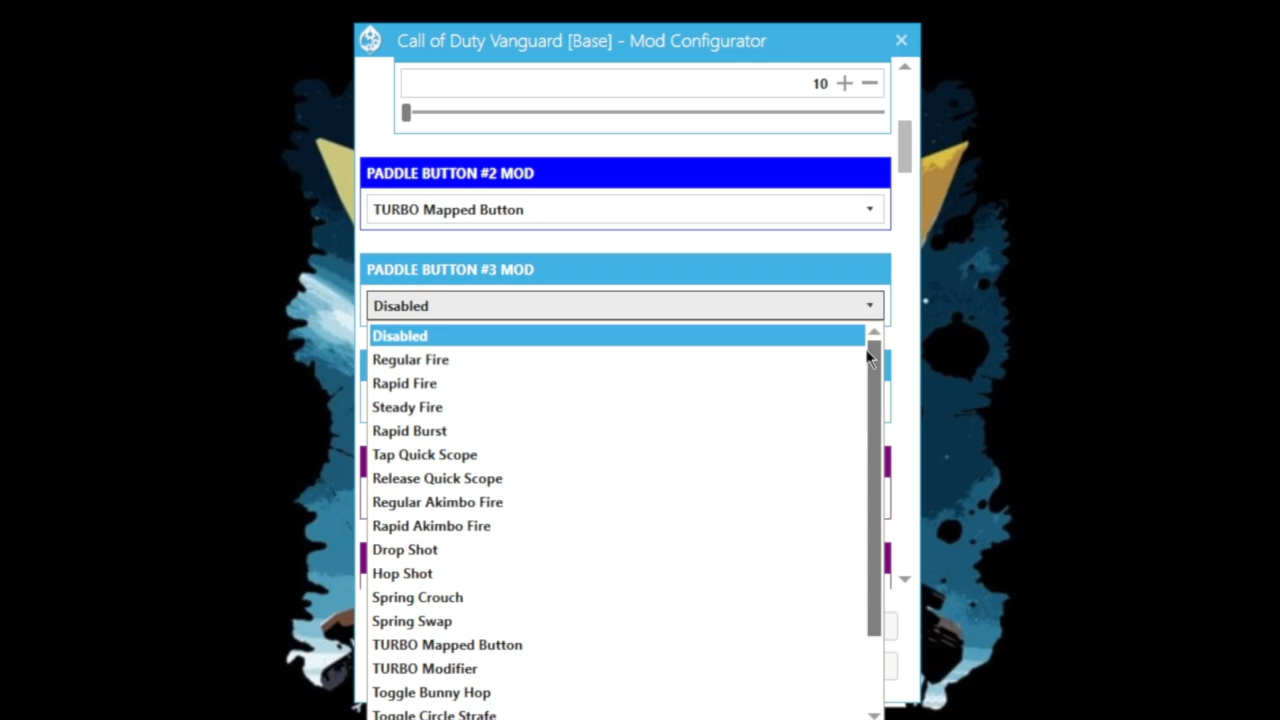 Call of Duty Vanguard [Base] - Mod Configurator
10
PADDLE BUTTON #2 MOD
TURBO Mapped Button
PADDLE BUTTON #3 MOD
Disabled
Disabled
Regular Fire
Rapid Fire
Steady Fire
Rapid Burst
Tap Quick Scope
Release Quick Scope
Regular Akimbo Fire
Rapid Akimbo Fire
Drop Shot
Hop Shot
Spring Crouch
Spring Swap
TURBO Mapped Button
TURBO Modifier
Toggle Bunny Hop
Toggle Circle Strafe